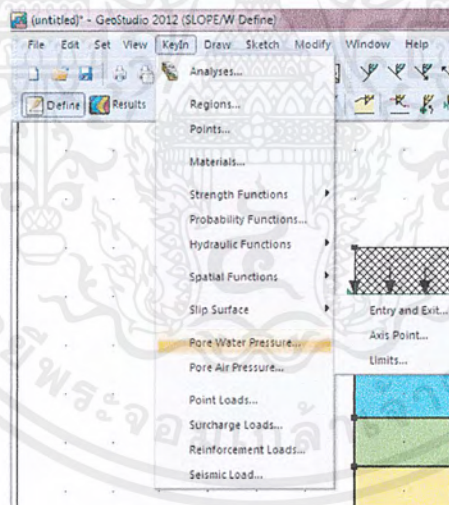 (untitled)* - GeoStudio 2012 (SLOPE/W Define)
File Edit Set View KeyIn Draw Sketch Modify Window Help
Analyses...
Define Results
Regions...
Points...
Materials...
Strength Functions
Probability Functions...
Hydraulic Functions
Spatial Functions
Slip Surface
Entry and Exit...
Pore Water Pressure...
Axis Point...
Pore Air Pressure...
Limits...
Point Loads...
Surcharge Loads...
Reinforcement Loads...
Seismic Load...